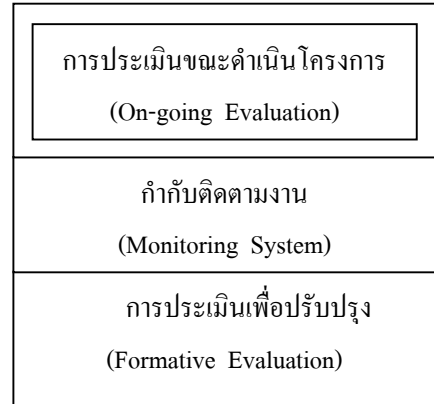 การประเมินขณะดำเนินโครงการ
(On-going Evaluation)
กำกับติดตามงาน
(Monitoring System)
การประเมินเพื่อปรับปรุง
(Formative Evaluation)